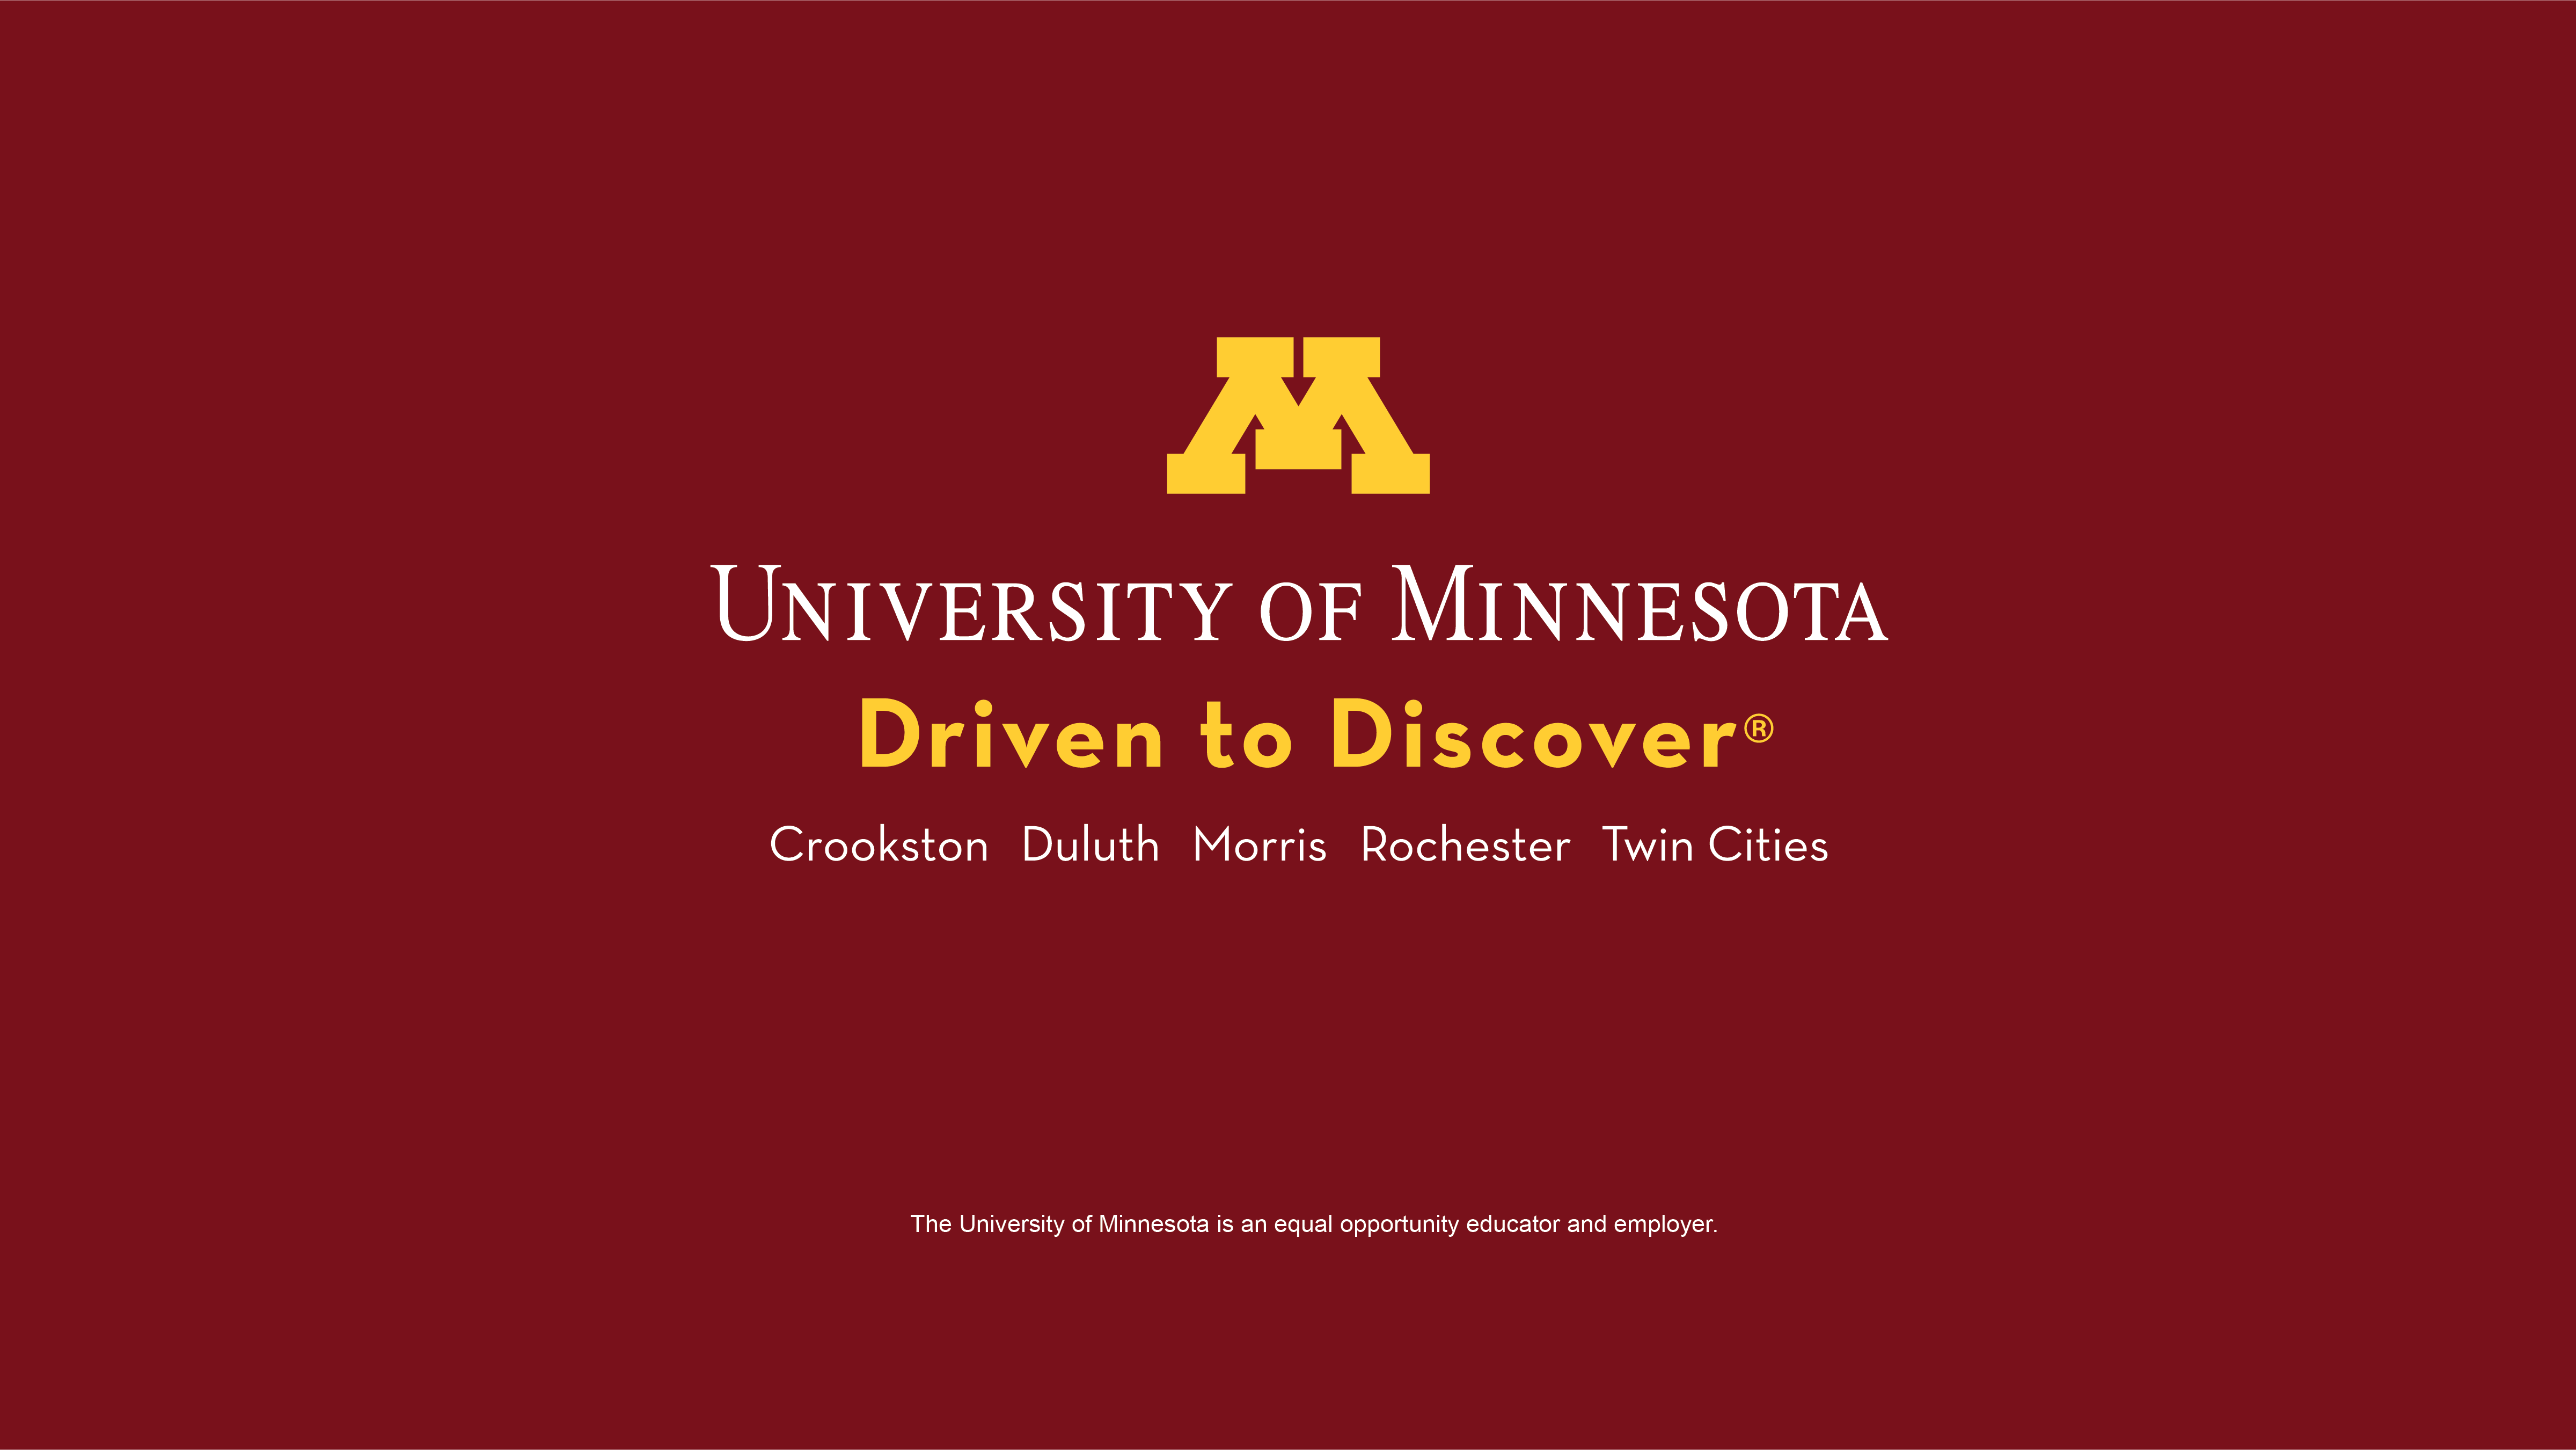 M
UNIVERSITY OF MINNESOTA
Driven to Discover®
Crookston Duluth Morris Rochester Twin Cities
The University of Minnesota is an equal opportunity educator and employer.